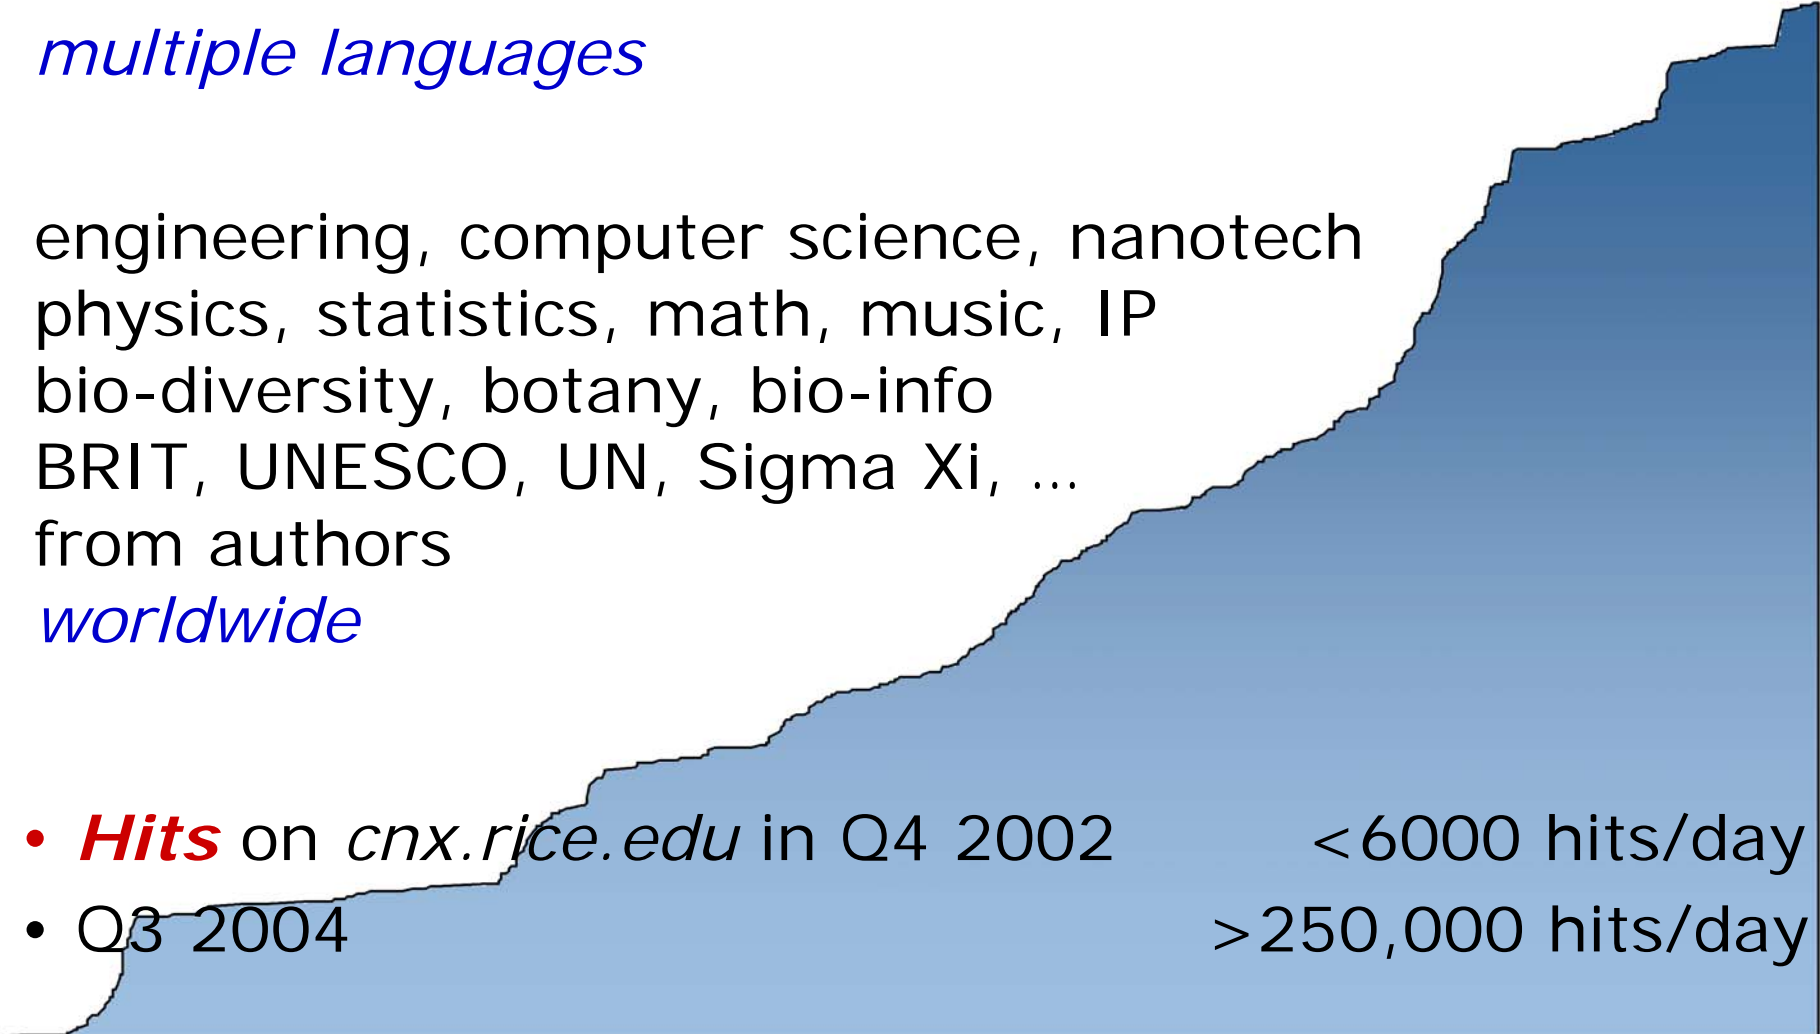 multiple languages
engineering, computer science, nanotech
physics, statistics, math, music, IP
bio-diversity, botany, bio-info
BRIT, UNESCO, UN, Sigma Xi, ...
from authors
worldwide
• Hits on cnx.rice.edu in Q4 2002 <6000 hits/day
• Q3 2004 >250,000 hits/day